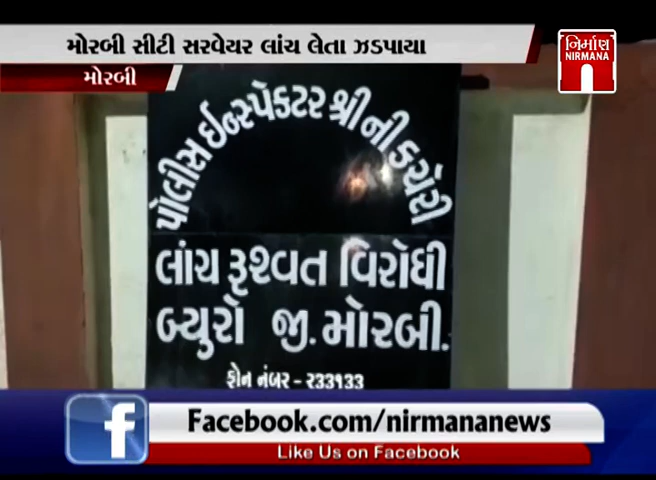 મોરબી સીટી સરવેયર લાંચ લેતા ઝડપાયા
નિર્માણ
NIRMANA
મોરબી
પોલીસ ઈન્સ્પેકટર શ્રી ની કચેરી
લાંચ રૂશ્વત વિરોધી
બ્યુરો જી. મોરબી.
ફોન નંબર - ૨૩૩૧૩૩
f Facebook.com/nirmananews
Like Us on Facebook